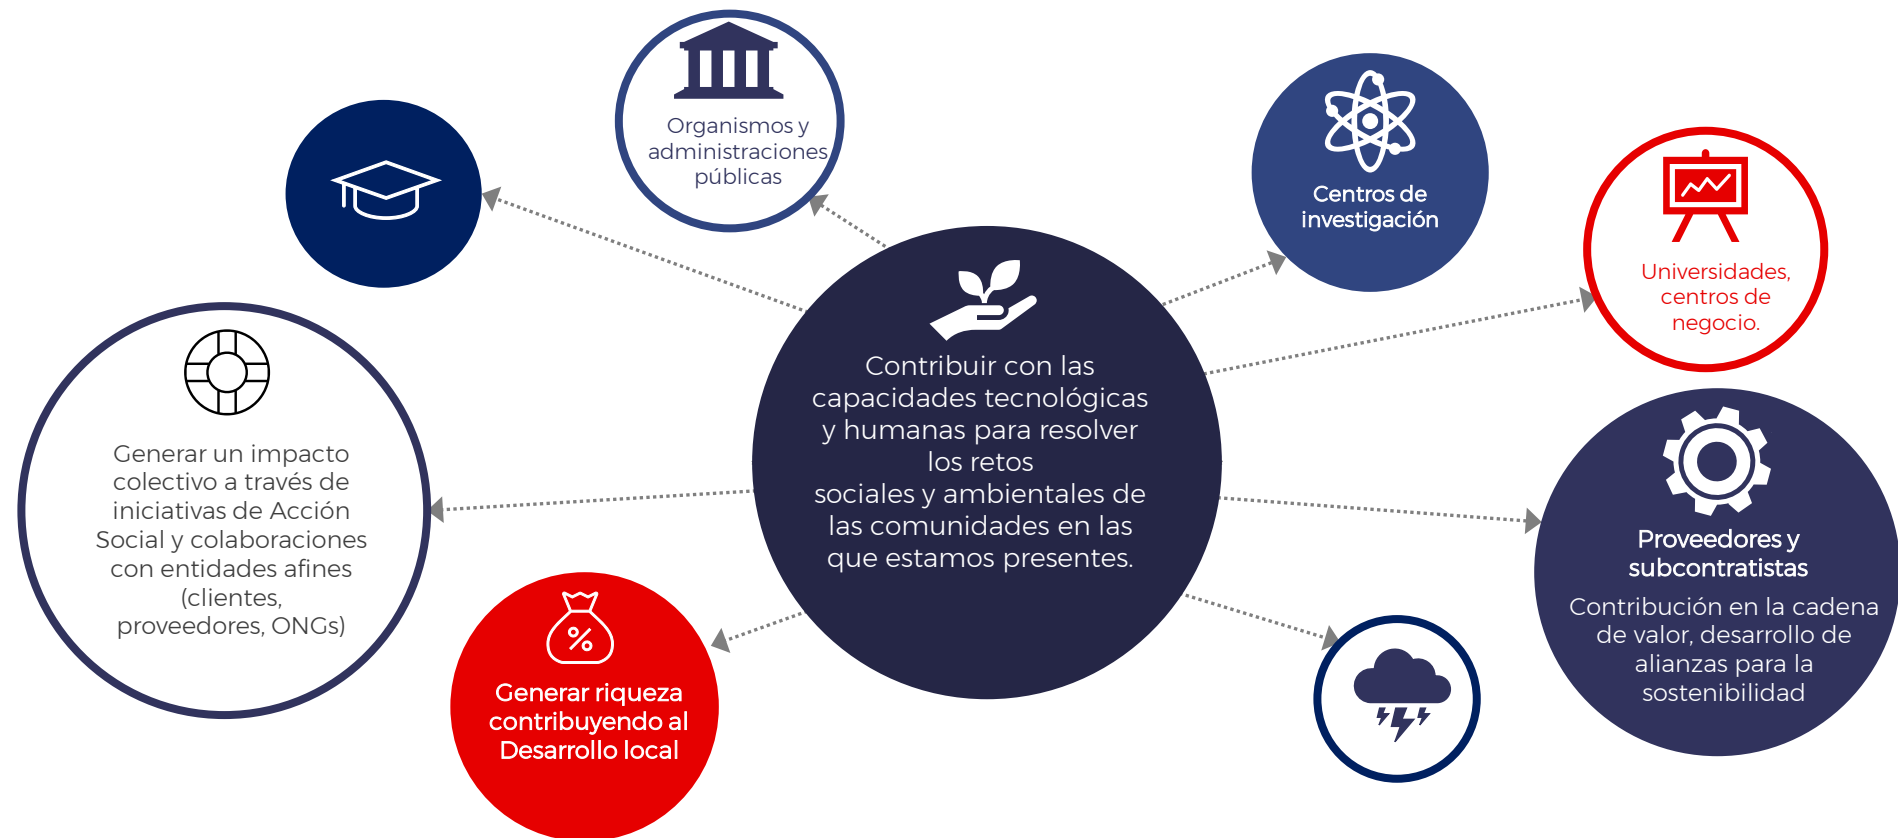 Organismos y
administraciones
públicas
Centros de
investigación
Universidades,
centros de
negocio.
Contribuir con las
capacidades tecnológicas
y humanas para resolver
los retos
sociales y ambientales de
las comunidades en las
que estamos presentes.
Generar un impacto
colectivo a través de
iniciativas de Acción
Social y colaboraciones
con entidades afines
(clientes,
proveedores, ONGs)
Proveedores y
subcontratistas
Contribución en la cadena
de valor, desarrollo de
alianzas para la
sostenibilidad
%
Generar riqueza
contribuyendo al
Desarrollo local